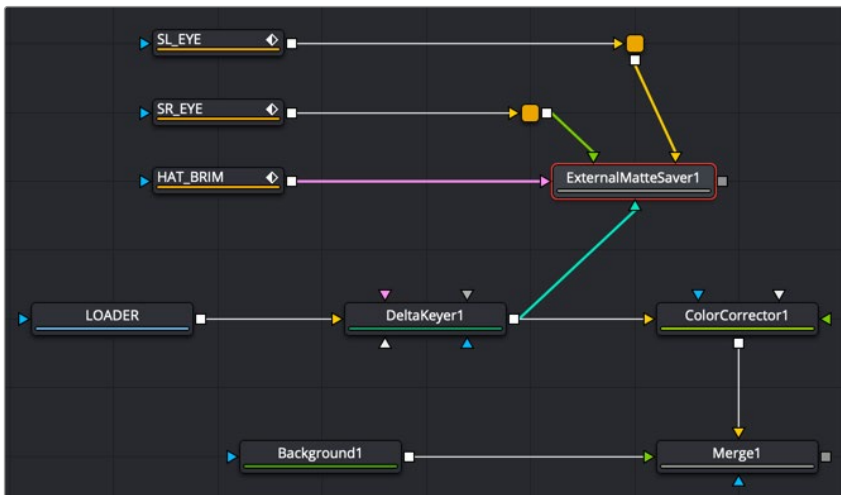 SL_EYE
SR_EYE
HAT_BRIM
ExternalMatteSaver1
LOADER
DeltaKeyer1
ColorCorrector1
Background1
Merge1